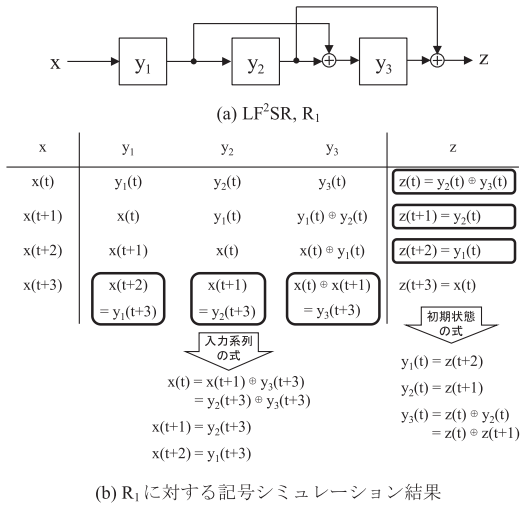 x y₁ y₂ ⊕ y₃ ⊕ z
(a) LF²SR, R₁
x y₁ y₂ y₃ z
x(t) y₁(t) y₂(t) y₃(t) z(t) = y₂(t) ⊕ y₃(t)
x(t+1) x(t) y₁(t) y₁(t) ⊕ y₂(t) z(t+1) = y₂(t)
x(t+2) x(t+1) x(t) x(t) ⊕ y₁(t) z(t+2) = y₁(t)
x(t+3) x(t+2) x(t+1) x(t) ⊕ x(t+1) z(t+3) = x(t)
= y₁(t+3) = y₂(t+3) = y₃(t+3)
入力系列
の式
x(t) = x(t+1) ⊕ y₃(t+3)
= y₂(t+3) ⊕ y₃(t+3)
x(t+1) = y₂(t+3)
x(t+2) = y₁(t+3)
初期状態
の式
y₁(t) = z(t+2)
y₂(t) = z(t+1)
y₃(t) = z(t) ⊕ y₂(t)
= z(t) ⊕ z(t+1)
(b) R₁に対する記号シミュレーション結果